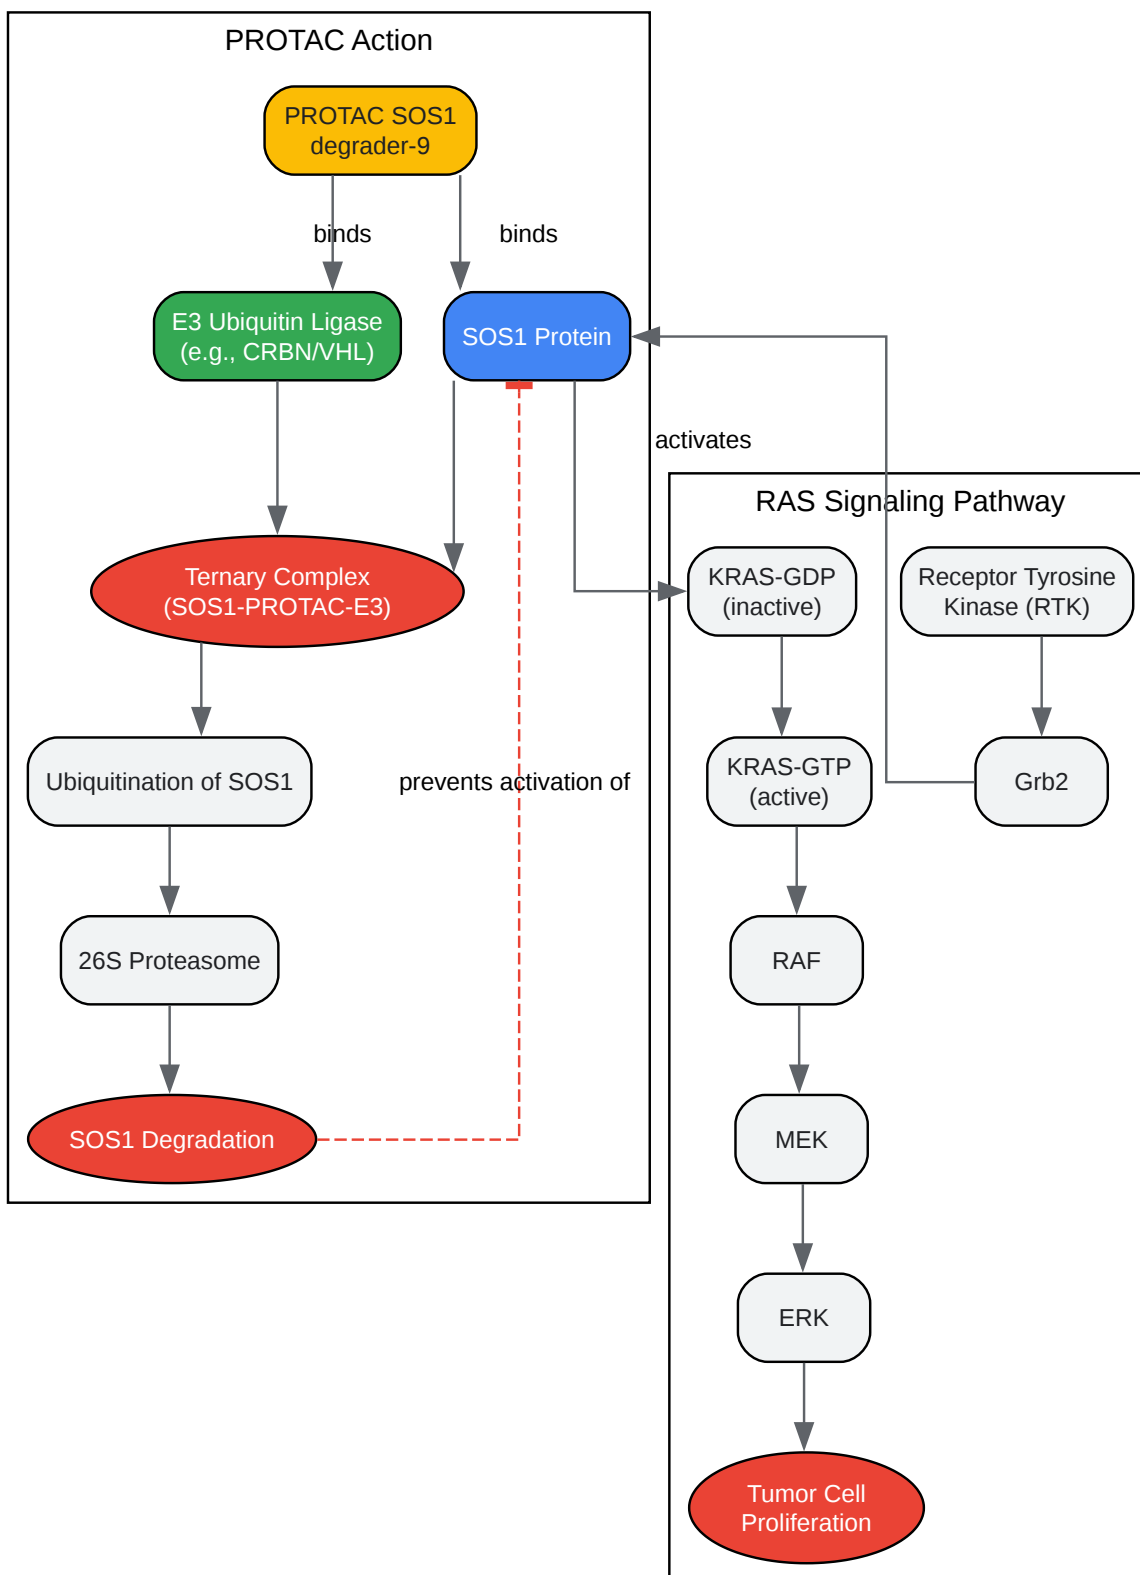 PROTAC Action
PROTAC SOS1
degrader-9
binds
binds
E3 Ubiquitin Ligase
(e.g., CRBN/VHL)
SOS1 Protein
activates
RAS Signaling Pathway
Ternary Complex
(SOS1-PROTAC-E3)
KRAS-GDP
(inactive)
Receptor Tyrosine
Kinase (RTK)
Ubiquitination of SOS1
prevents activation of
KRAS-GTP
(active)
Grb2
26S Proteasome
RAF
SOS1 Degradation
MEK
ERK
Tumor Cell
Proliferation